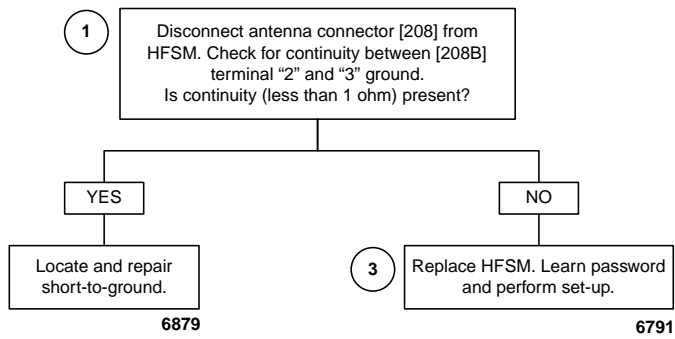 1
Disconnect antenna connector [208] from
HFSM. Check for continuity between [208B]
terminal “2” and “3” ground.
Is continuity (less than 1 ohm) present?
YES
NO
Locate and repair
short-to-ground.
6879
3
Replace HFSM. Learn password
and perform set-up.
6791